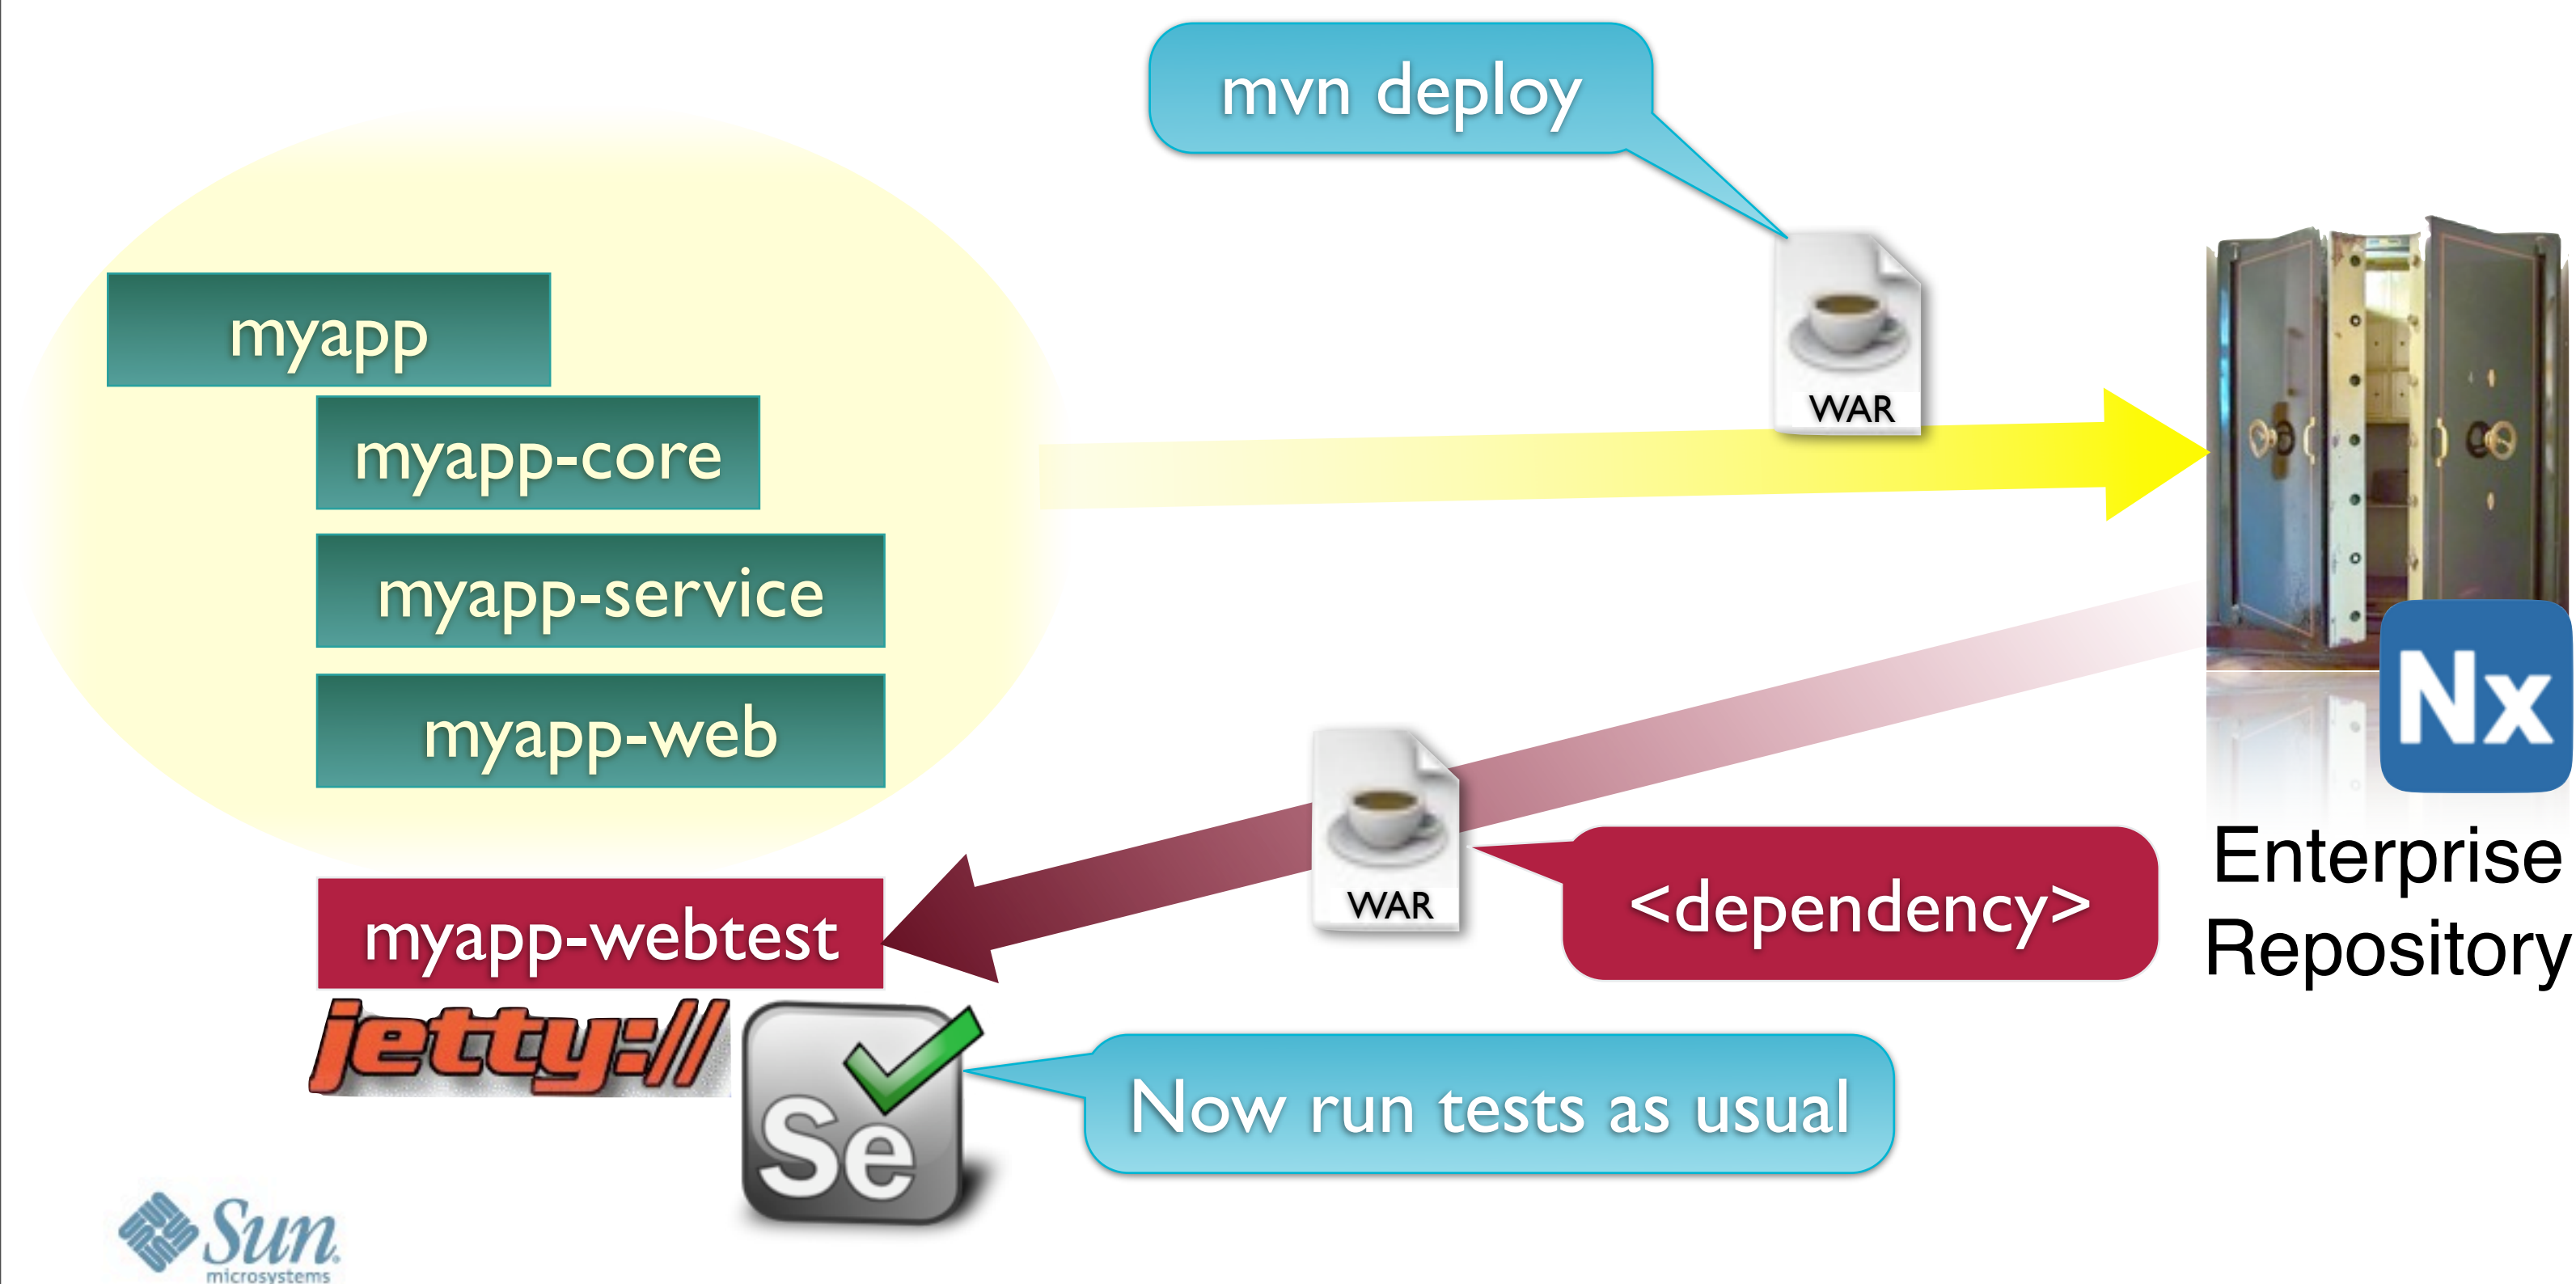 mvn deploy
myapp
WAR
myapp-core
myapp-service
myapp-web
Nx
WAR
<dependency>
Enterprise
Repository
myapp-webtest
jetty://
Se
Now run tests as usual
Sun
microsystems